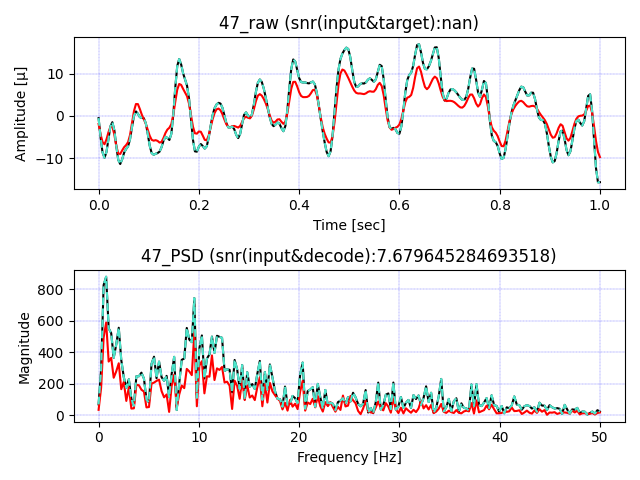 47_raw (snr(input&target):nan)
Amplitude [µ]
10
0
−10
0.0 0.2 0.4 0.6 0.8 1.0
Time [sec]
47_PSD (snr(input&decode):7.679645284693518)
Magnitude
800
600
400
200
0
0 10 20 30 40 50
Frequency [Hz]